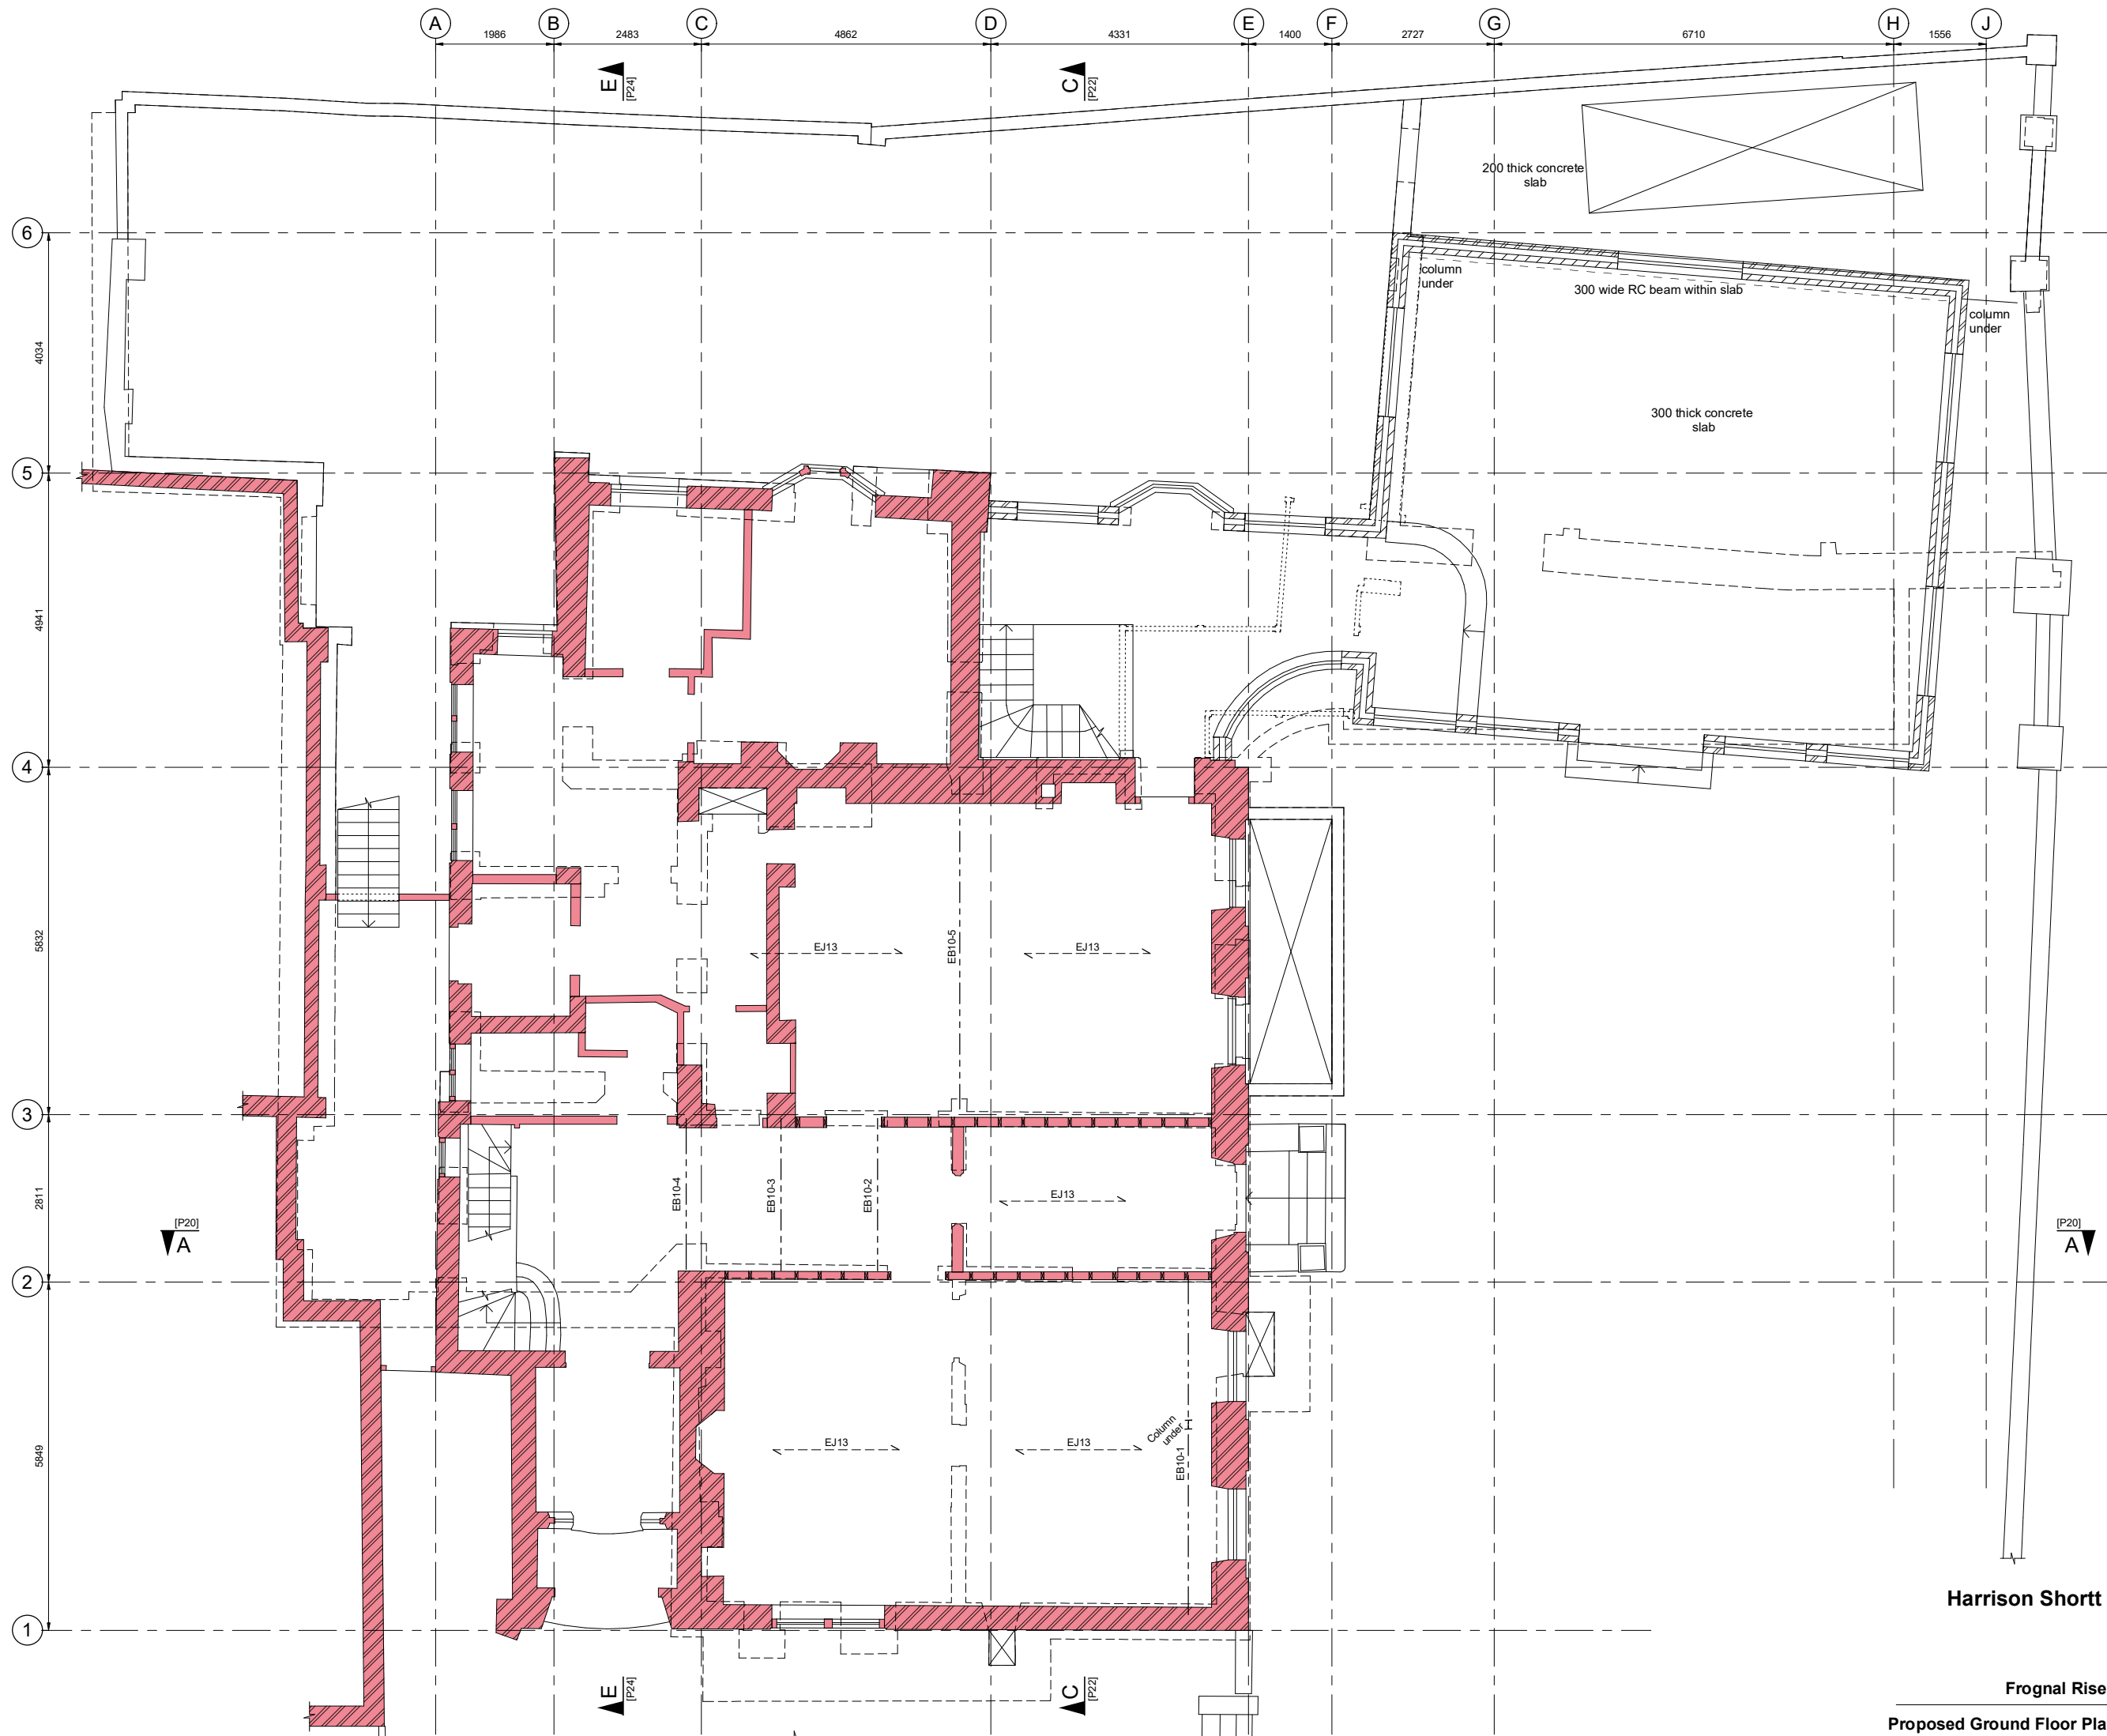 A B C D E F G H J
1986 2483 4862 4331 1400 2727 6710 1556
E
[P24]
C
[P22]
200 thick concrete
slab
6
column
under
300 wide RC beam within slab
column
under
4034
300 thick concrete
slab
5
4941
4
5832
EJ13
EB10-5
EJ13
3
2811
EB10-4
EB10-3
EB10-2
EJ13
[P20]
A
[P20]
A
2
5849
EJ13
EJ13
Column
under
EB10-1
Harrison Shortt
1
E
[P24]
C
[P22]
Frognal Rise
Proposed Ground Floor Pla